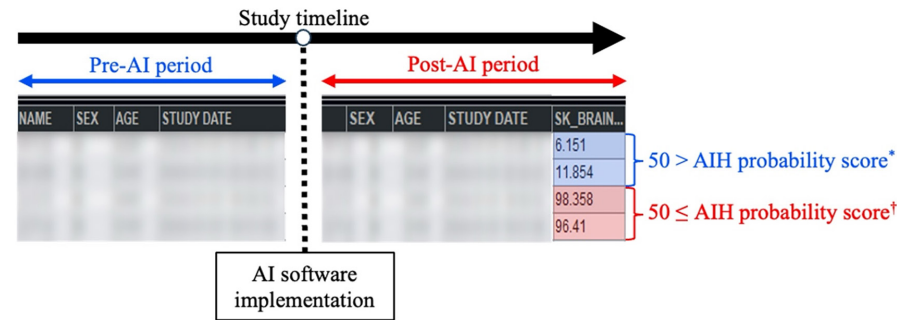 Study timeline
Pre-AI period
Post-AI period
NAME SEX AGE STUDY DATE
SEX AGE STUDY DATE SK_BRAIN...
6.151
11.854
50 > AIH probability score*
98.358
96.41
50 ≤ AIH probability score†
AI software
implementation